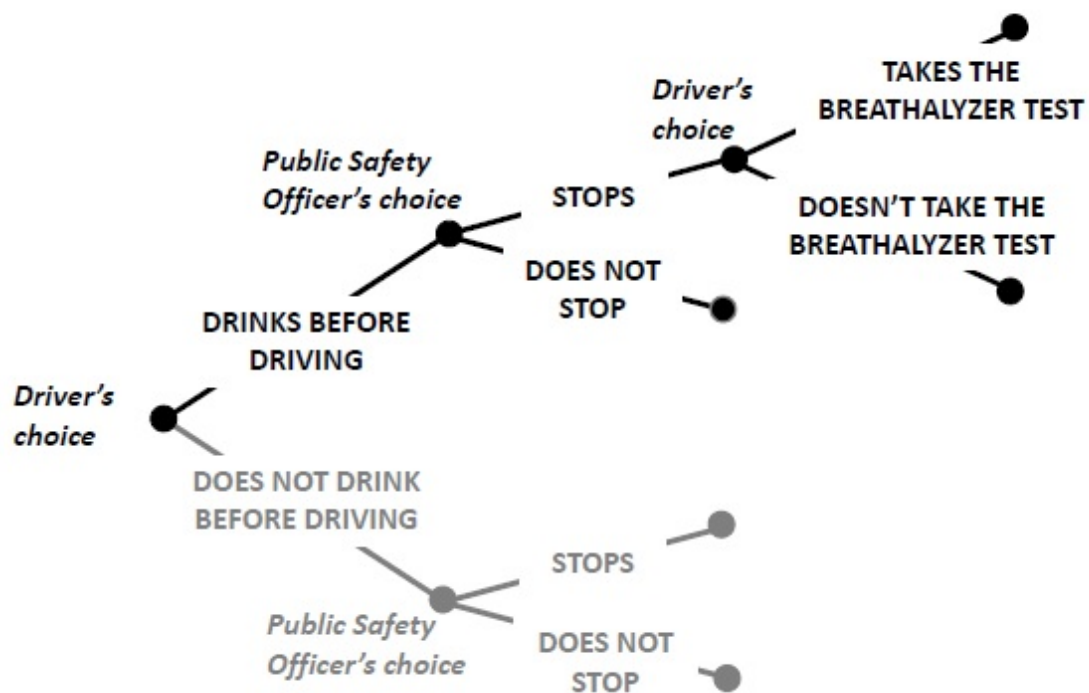 Driver's
choice
TAKES THE
BREATHALYZER TEST
Public Safety
Officer's choice
STOPS
DOESN'T TAKE THE
BREATHALYZER TEST
DOES NOT
STOP
DRINKS BEFORE
DRIVING
Driver's
choice
DOES NOT DRINK
BEFORE DRIVING
STOPS
Public Safety
Officer's choice
DOES NOT
STOP